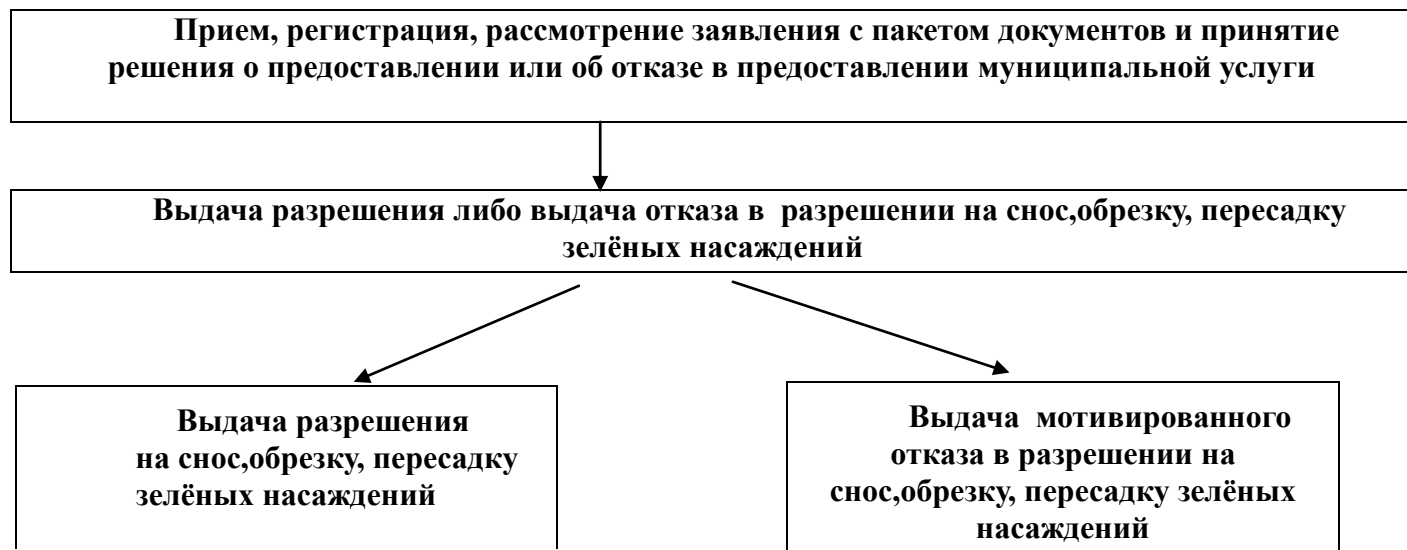 Прием, регистрация, рассмотрение заявления с пакетом документов и принятие
решения о предоставлении или об отказе в предоставлении муниципальной услуги
Выдача разрешения либо выдача отказа в  разрешении на снос,обрезку, пересадку
зелёных насаждений
Выдача разрешения
на снос,обрезку, пересадку
зелёных насаждений
Выдача  мотивированного
отказа в разрешении на
снос,обрезку, пересадку зелёных
насаждений